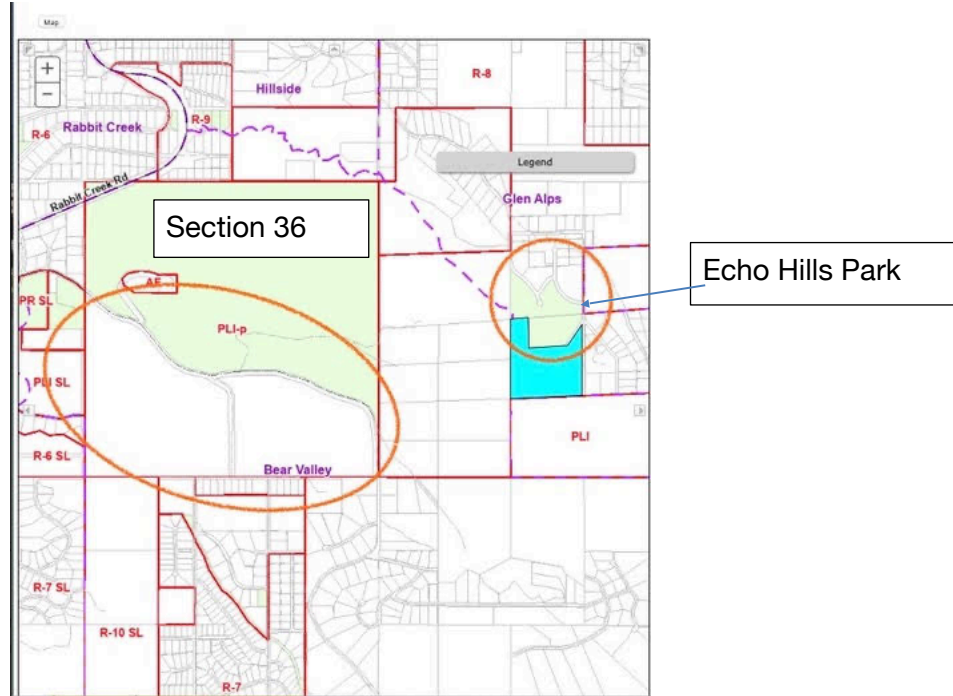 Map
+
−
R-8
Hillside
R-9
R-6
Rabbit Creek
Legend
Rabbit Creek Rd
Glen Alps
Section 36
Echo Hills Park
AF
PR SL
PLI-p
PLI SL
PLI
R-6 SL
Bear Valley
R-7 SL
R-10 SL
R-7